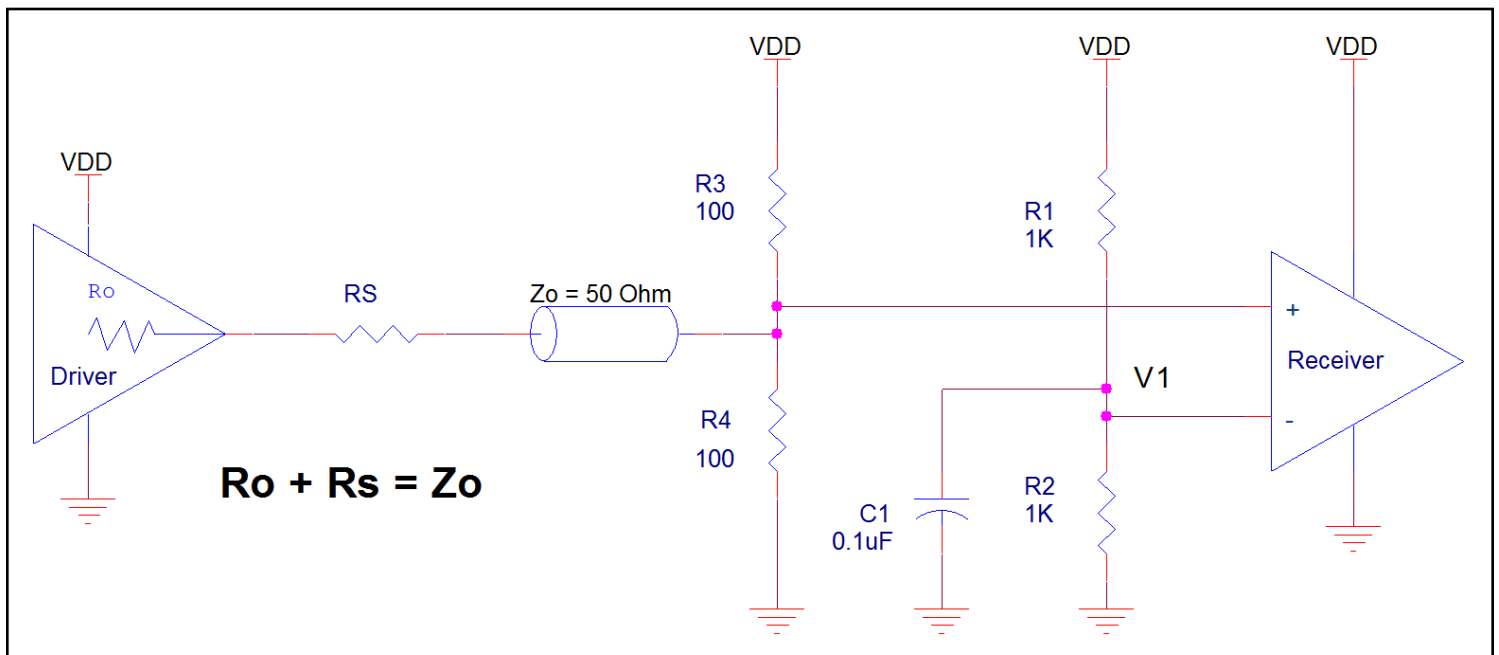 VDD
VDD
VDD
VDD
R3
100
R1
1K
Ro
RS
Zo = 50 Ohm
+
Driver
Receiver
V1
R4
100
-
Ro + Rs = Zo
C1
0.1uF
R2
1K